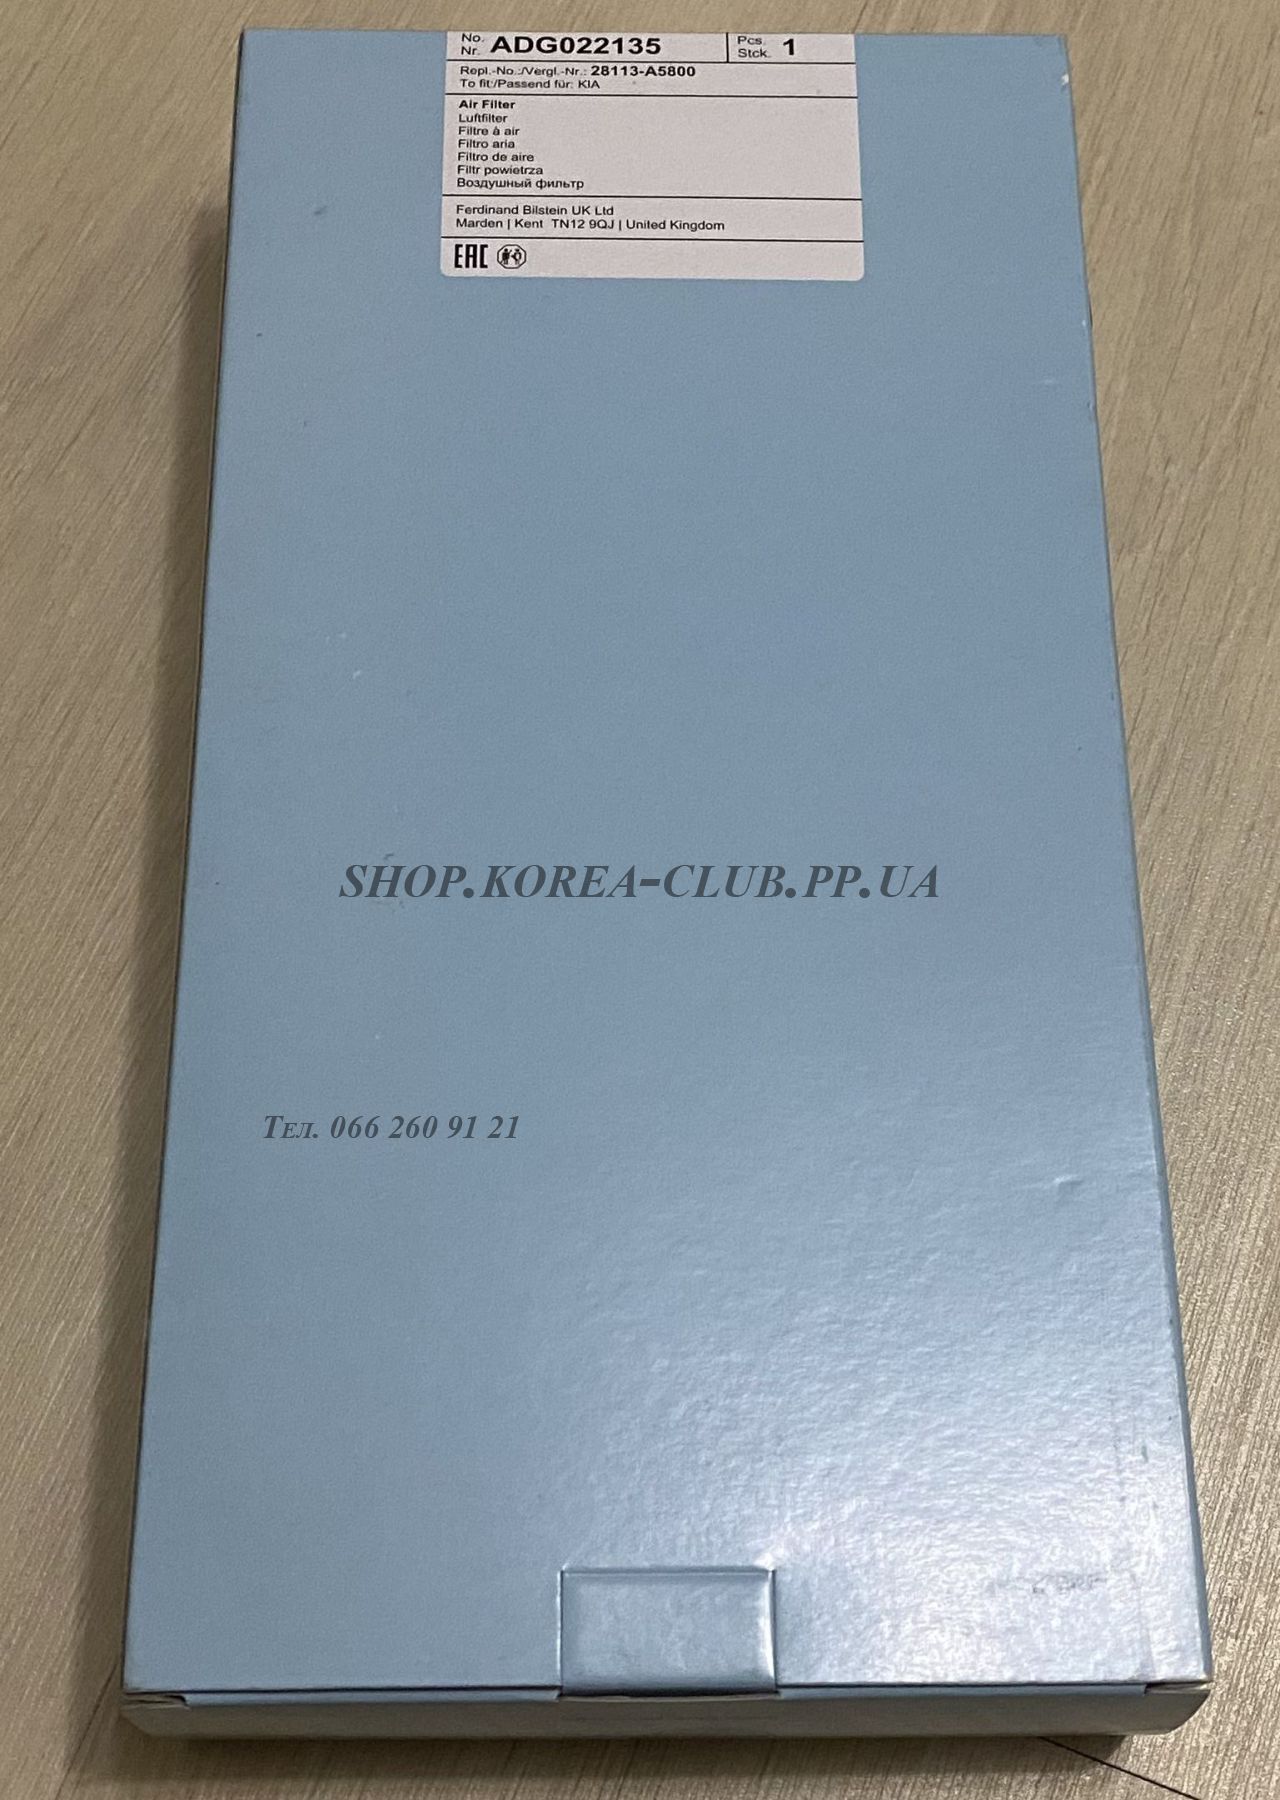 No.
Nr. ADG022135
Pcs.
Stck. 1
Repl.-No.:/Vergl.-Nr.: 28113-A5800
To fit:/Passend für: KIA
Air Filter
Luftfilter
Filtre à air
Filtro aria
Filtro de aire
Filtr powietrza
Воздушный фильтр
Ferdinand Bilstein UK Ltd
Marden | Kent TN12 9QJ | United Kingdom
EAC
SHOP.KOREA-CLUB.PP.UA
Тел. 066 260 91 21